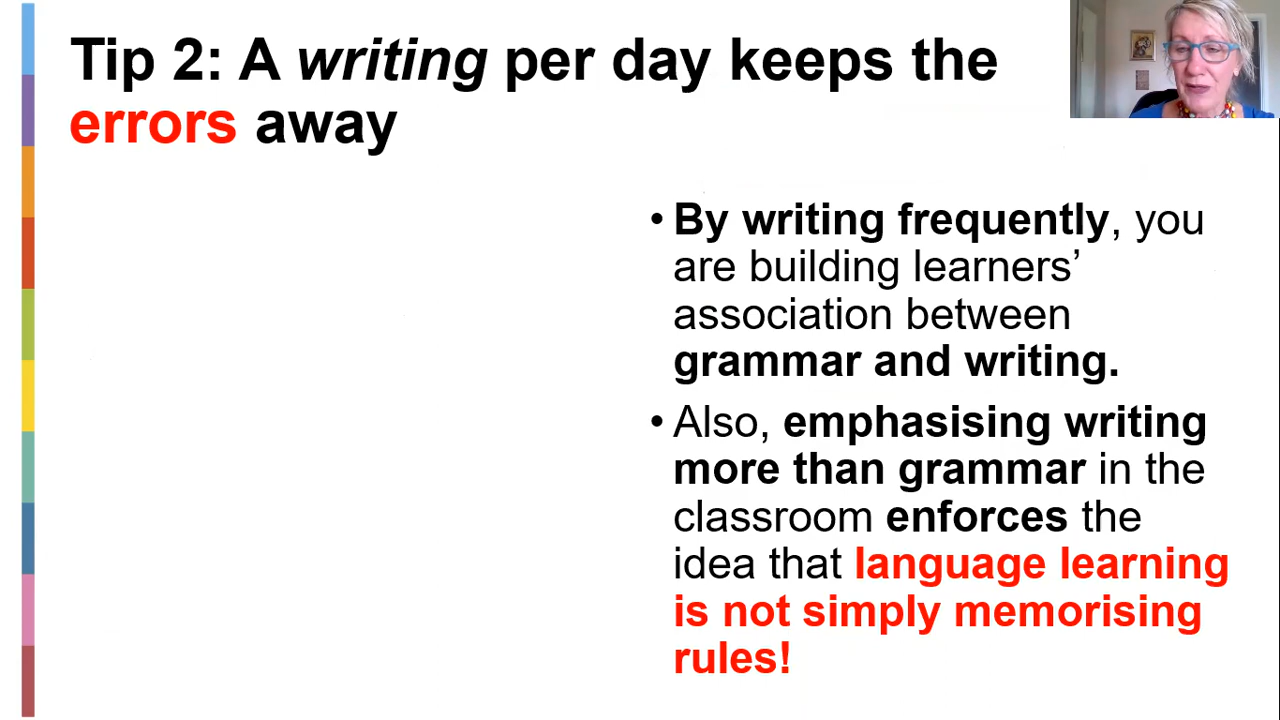 Tip 2: A writing per day keeps the
errors away
• By writing frequently, you
are building learners’
association between
grammar and writing.
• Also, emphasising writing
more than grammar in the
classroom enforces the
idea that language learning
is not simply memorising
rules!